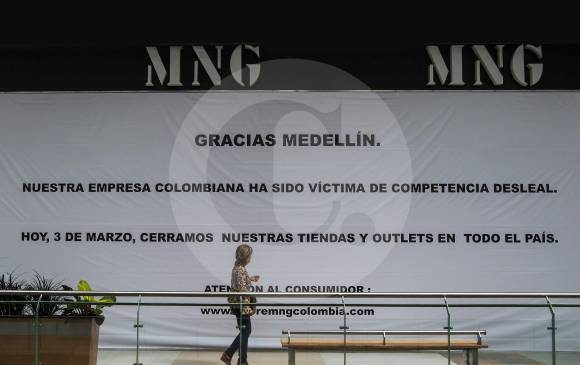 MNG MNG
GRACIAS MEDELLÍN.
NUESTRA EMPRESA COLOMBIANA HA SIDO VÍCTIMA DE COMPETENCIA DESLEAL.
HOY, 3 DE MARZO, CERRAMOS NUESTRAS TIENDAS Y OUTLETS EN TODO EL PAÍS.
AL CONSUMIDOR :